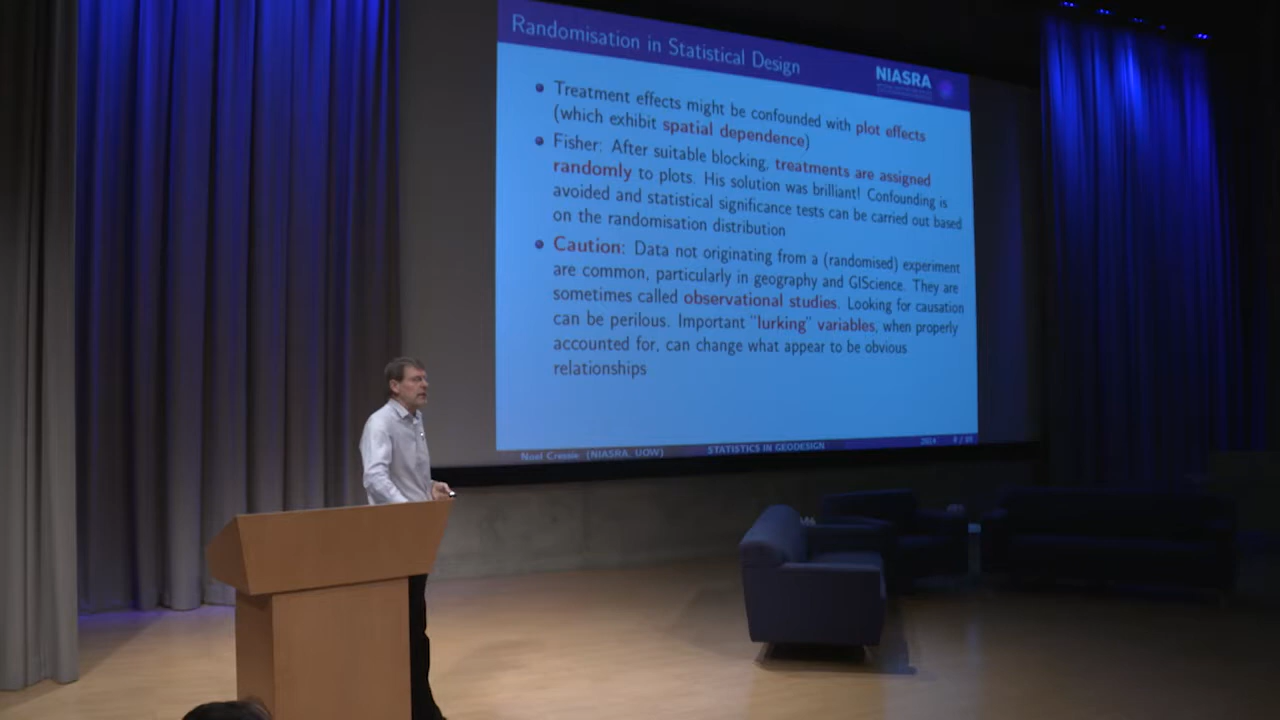 Randomisation in Statistical Design
NIASRA
Treatment effects might be confounded with plot effects
(which exhibit spatial dependence)
Fisher: After suitable blocking, treatments are assigned
randomly to plots. His solution was brilliant! Confounding is
avoided and statistical significance tests can be carried out based
on the randomisation distribution
Caution: Data not originating from a (randomised) experiment
are common, particularly in geography and GIScience. They are
sometimes called observational studies. Looking for causation
can be perilous. Important "lurking" variables, when properly
accounted for, can change what appear to be obvious
relationships
Noel Cressie (NIASRA, UOW)
STATISTICS IN GEODESIGN
2014